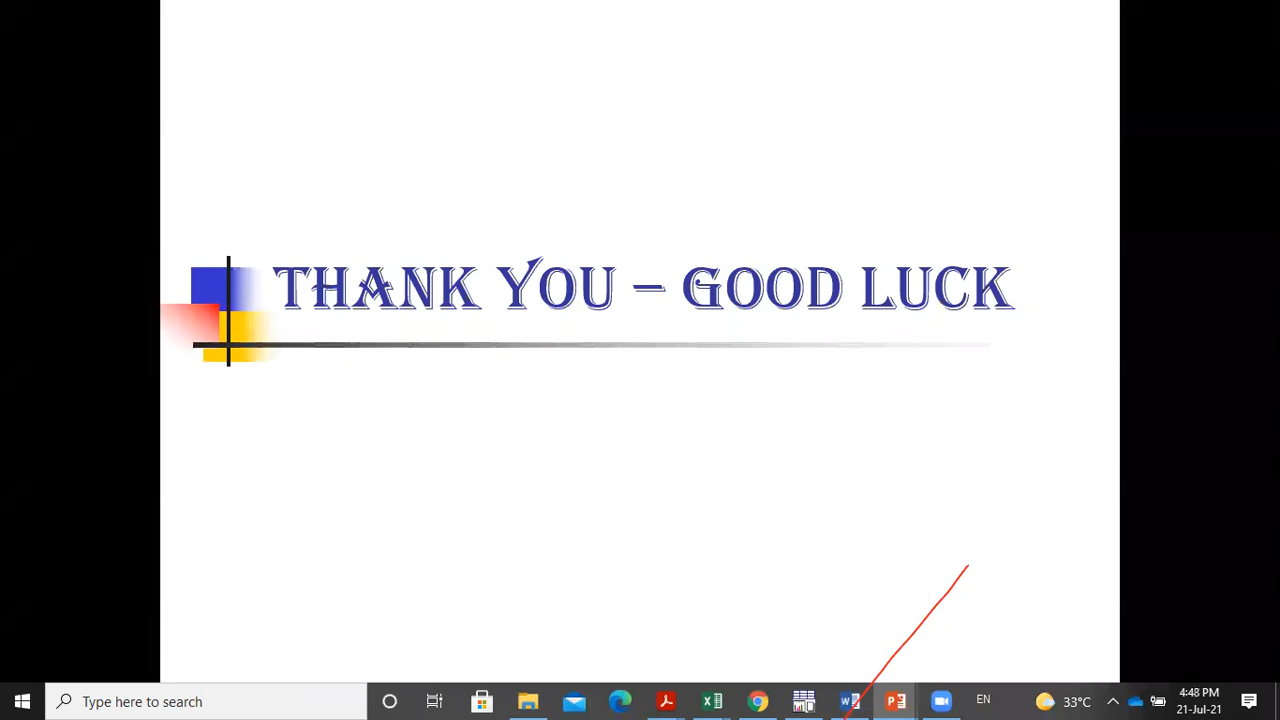 THANK YOU – GOOD LUCK
Type here to search
EN
33°C
4:48 PM
21-Jul-21